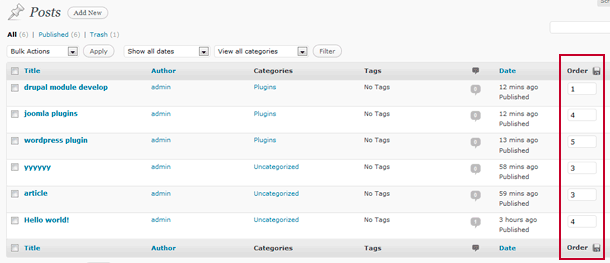 Scr
Posts Add New
All (6) | Published (6) | Trash (1)
Bulk Actions Apply Show all dates View all categories Filter
Title Author Categories Tags Date Order
drupal module develop admin Plugins No Tags 0 12 mins ago 1
Published
joomla plugins admin Plugins No Tags 0 12 mins ago 4
Published
wordpress plugin admin Plugins No Tags 0 13 mins ago 5
Published
yyyyyy admin Uncategorized No Tags 0 58 mins ago 3
Published
article admin Uncategorized No Tags 0 59 mins ago 3
Published
Hello world! admin Uncategorized No Tags 1 3 hours ago 4
Published
Title Author Categories Tags Date Order